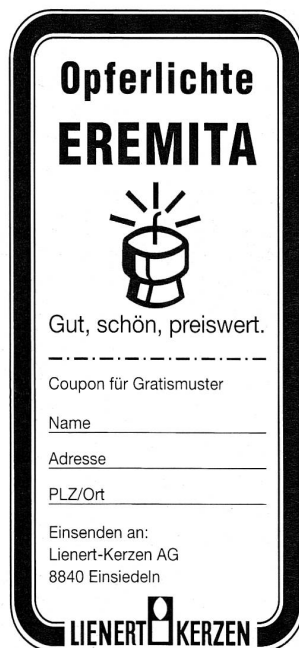 Opferlichte
EREMITA
Gut, schön, preiswert.
Coupon für Gratismuster
Name
Adresse
PLZ/Ort
Einsenden an:
Lienert-Kerzen AG
8840 Einsiedeln
LIENERT KERZEN